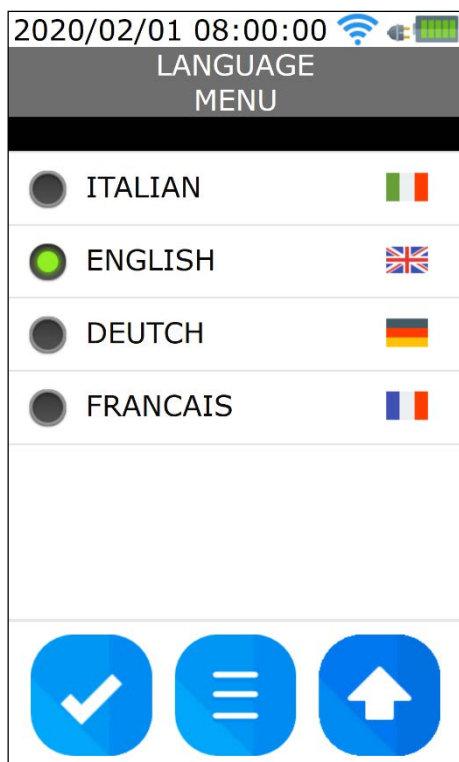 2020/02/01 08:00:00
LANGUAGE
MENU
ITALIAN
ENGLISH
DEUTCH
FRANCAIS